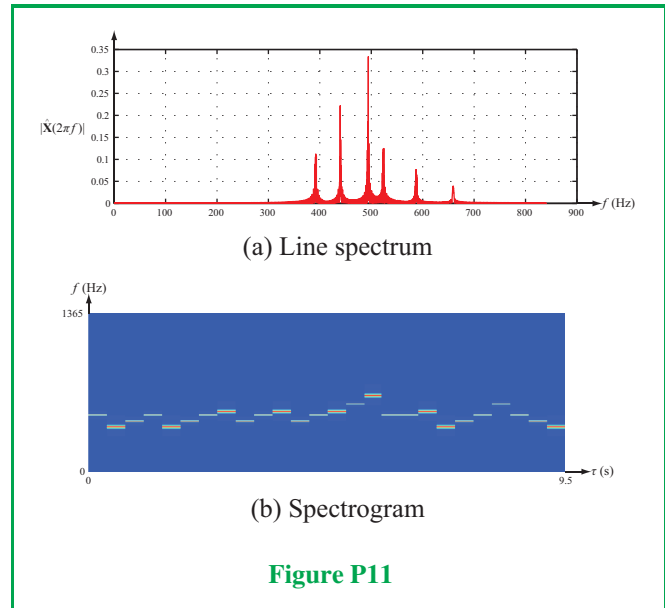 0.35
0.3
0.25
0.2
|X̂(2πf)|
0.15
0.1
0.05
0
0 100 200 300 400 500 600 700 800 900 f (Hz)
(a) Line spectrum
f (Hz)
1365
0
0 9.5 τ (s)
(b) Spectrogram
Figure P11